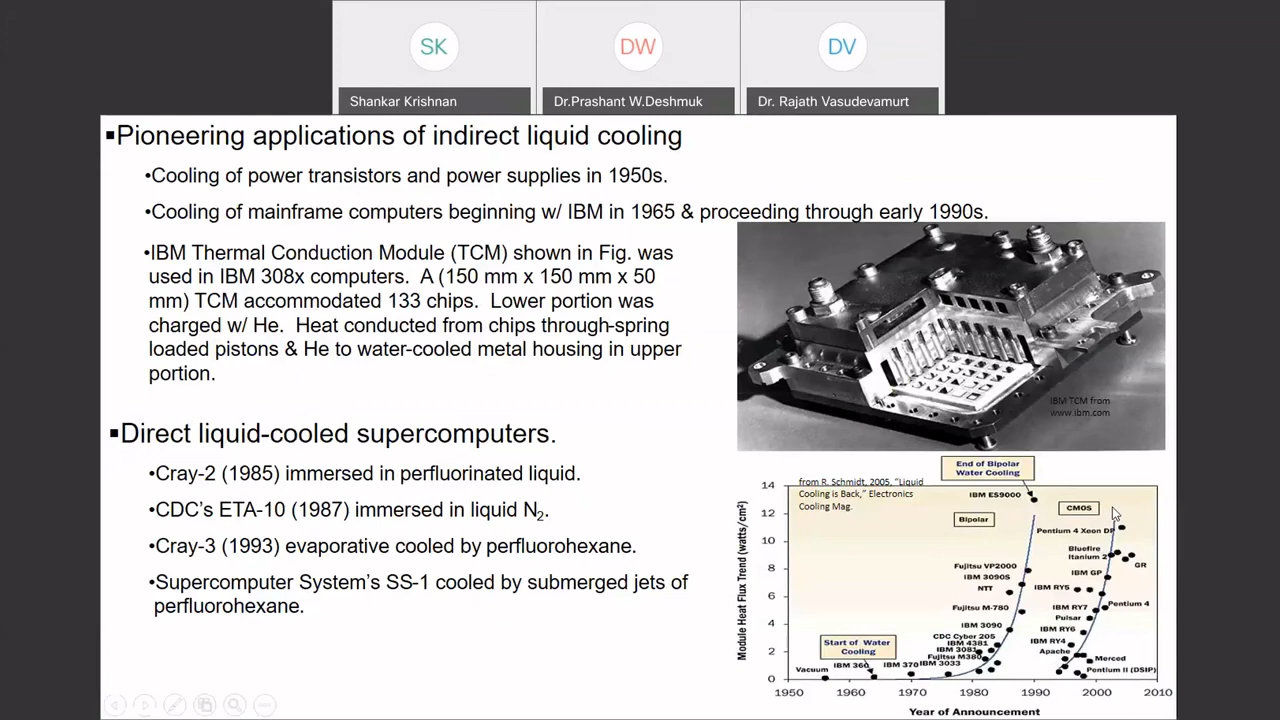 SK
DW
DV
Shankar Krishnan
Dr.Prashant W.Deshmuk
Dr. Rajath Vasudevamurt
▪Pioneering applications of indirect liquid cooling
•Cooling of power transistors and power supplies in 1950s.
•Cooling of mainframe computers beginning w/ IBM in 1965 & proceeding through early 1990s.
•IBM Thermal Conduction Module (TCM) shown in Fig. was
used in IBM 308x computers. A (150 mm x 150 mm x 50
mm) TCM accommodated 133 chips. Lower portion was
charged w/ He. Heat conducted from chips through-spring
loaded pistons & He to water-cooled metal housing in upper
portion.
IBM TCM from
www.ibm.com
▪Direct liquid-cooled supercomputers.
•Cray-2 (1985) immersed in perfluorinated liquid.
•CDC's ETA-10 (1987) immersed in liquid N2.
•Cray-3 (1993) evaporative cooled by perfluorohexane.
•Supercomputer System's SS-1 cooled by submerged jets of
perfluorohexane.
End of Bipolar
Water Cooling
from R. Schmidt, 2005, "Liquid
Cooling is Back," Electronics
Cooling Mag.
IBM ES9000
Bipolar
CMOS
Pentium 4 Xeon DP
Bluefire
Itanium 2
GR
Fujitsu VP2000
IBM GP
IBM 3090S
NTT
IBM RY5
Fujitsu M-780
IBM RY7
Pentium 4
Pulsar
IBM 3090
IBM RY6
CDC Cyber 205
IBM 4381
IBM RY4
IBM 3081
Apache
Fujitsu M380
Merced
Start of Water
Cooling
IBM 360
IBM 370
IBM 3033
Vacuum
Pentium II (DSIP)
Module Heat Flux Trend (watts/cm²)
14
12
10
8
6
4
2
0
1950 1960 1970 1980 1990 2000 2010
Year of Announcement